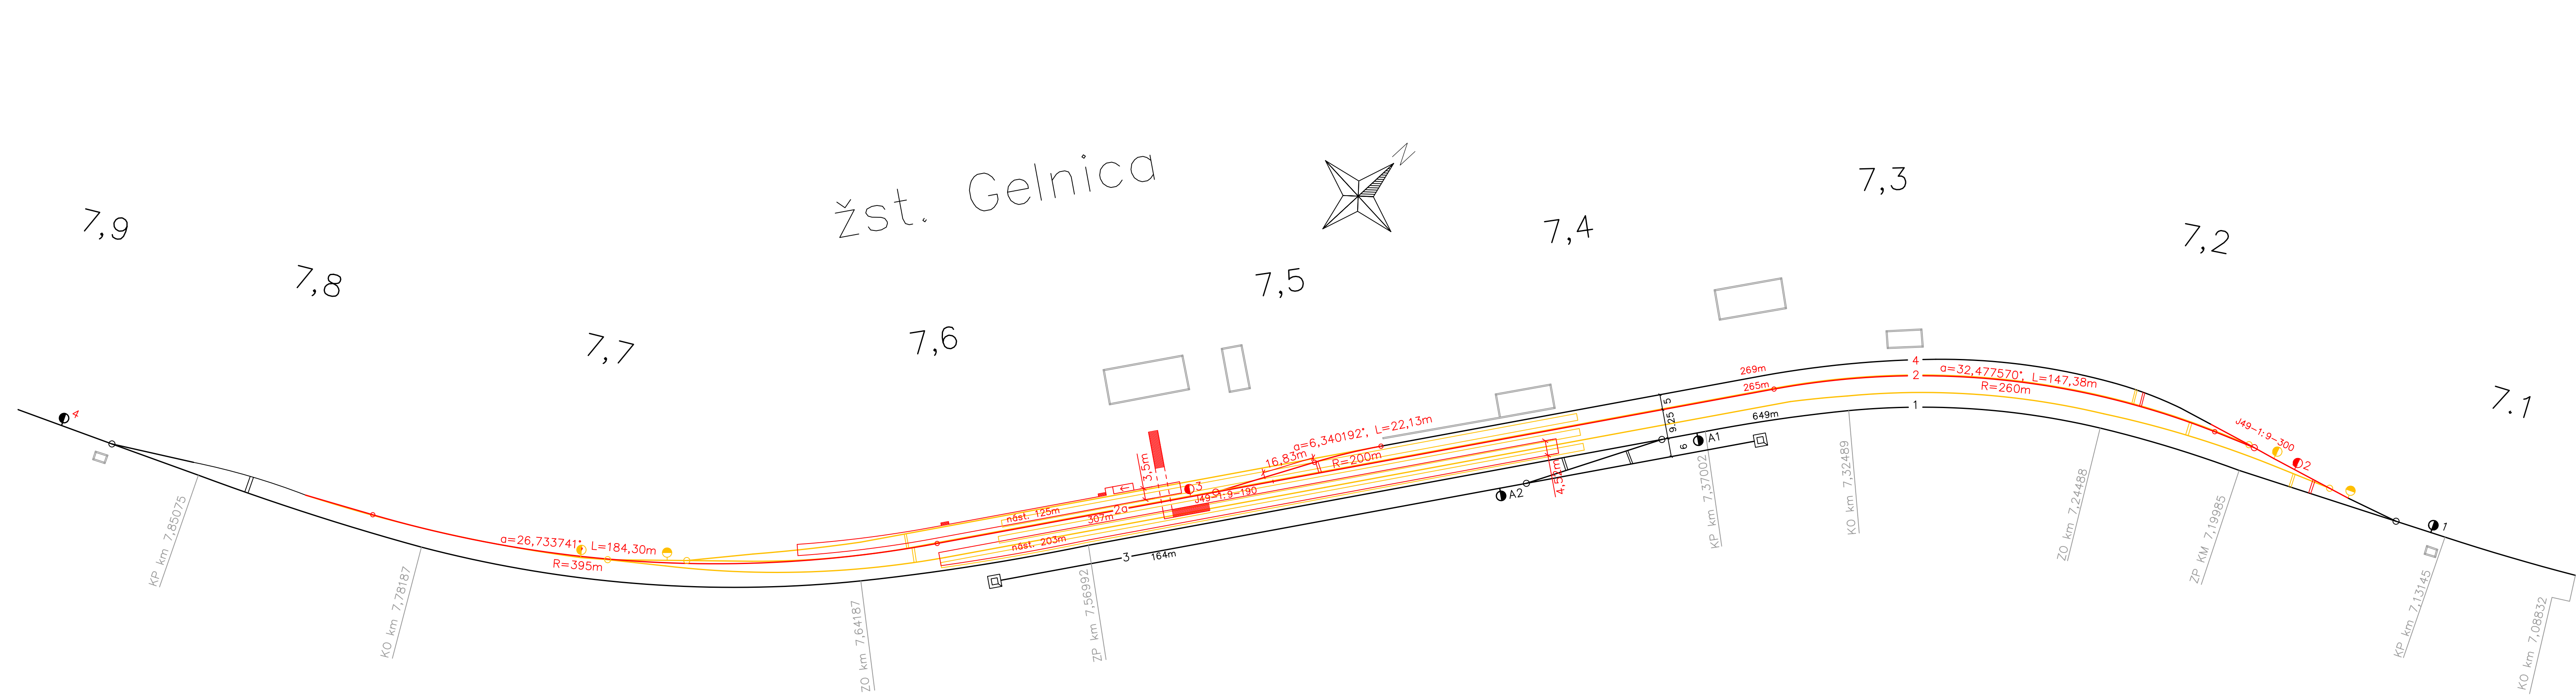 žst. Gelnica
N
7,9
7,8
7,7
7,6
7,5
7,4
7,3
7,2
7.1
4
KP km 7,85075
KO km 7,78187
a=26,733741°, L=184,30m
R=395m
ZO km 7,64187
nást. 125m
2a
307m
nást. 203m
3
164m
ZP km 7,56992
3,5m
3
J49-1:9-190
16,83m
a=6,340192°, L=22,13m
R=200m
4,52m
A2
5
9.25
6
A1
269m
265m
649m
KP km 7,37002
KO km 7,32489
4
2
1
a=32,477570°, L=147,38m
R=260m
ZO km 7,24488
ZP KM 7,19985
J49-1:9-300
2
1
KP km 7,13145
KO km 7,08832